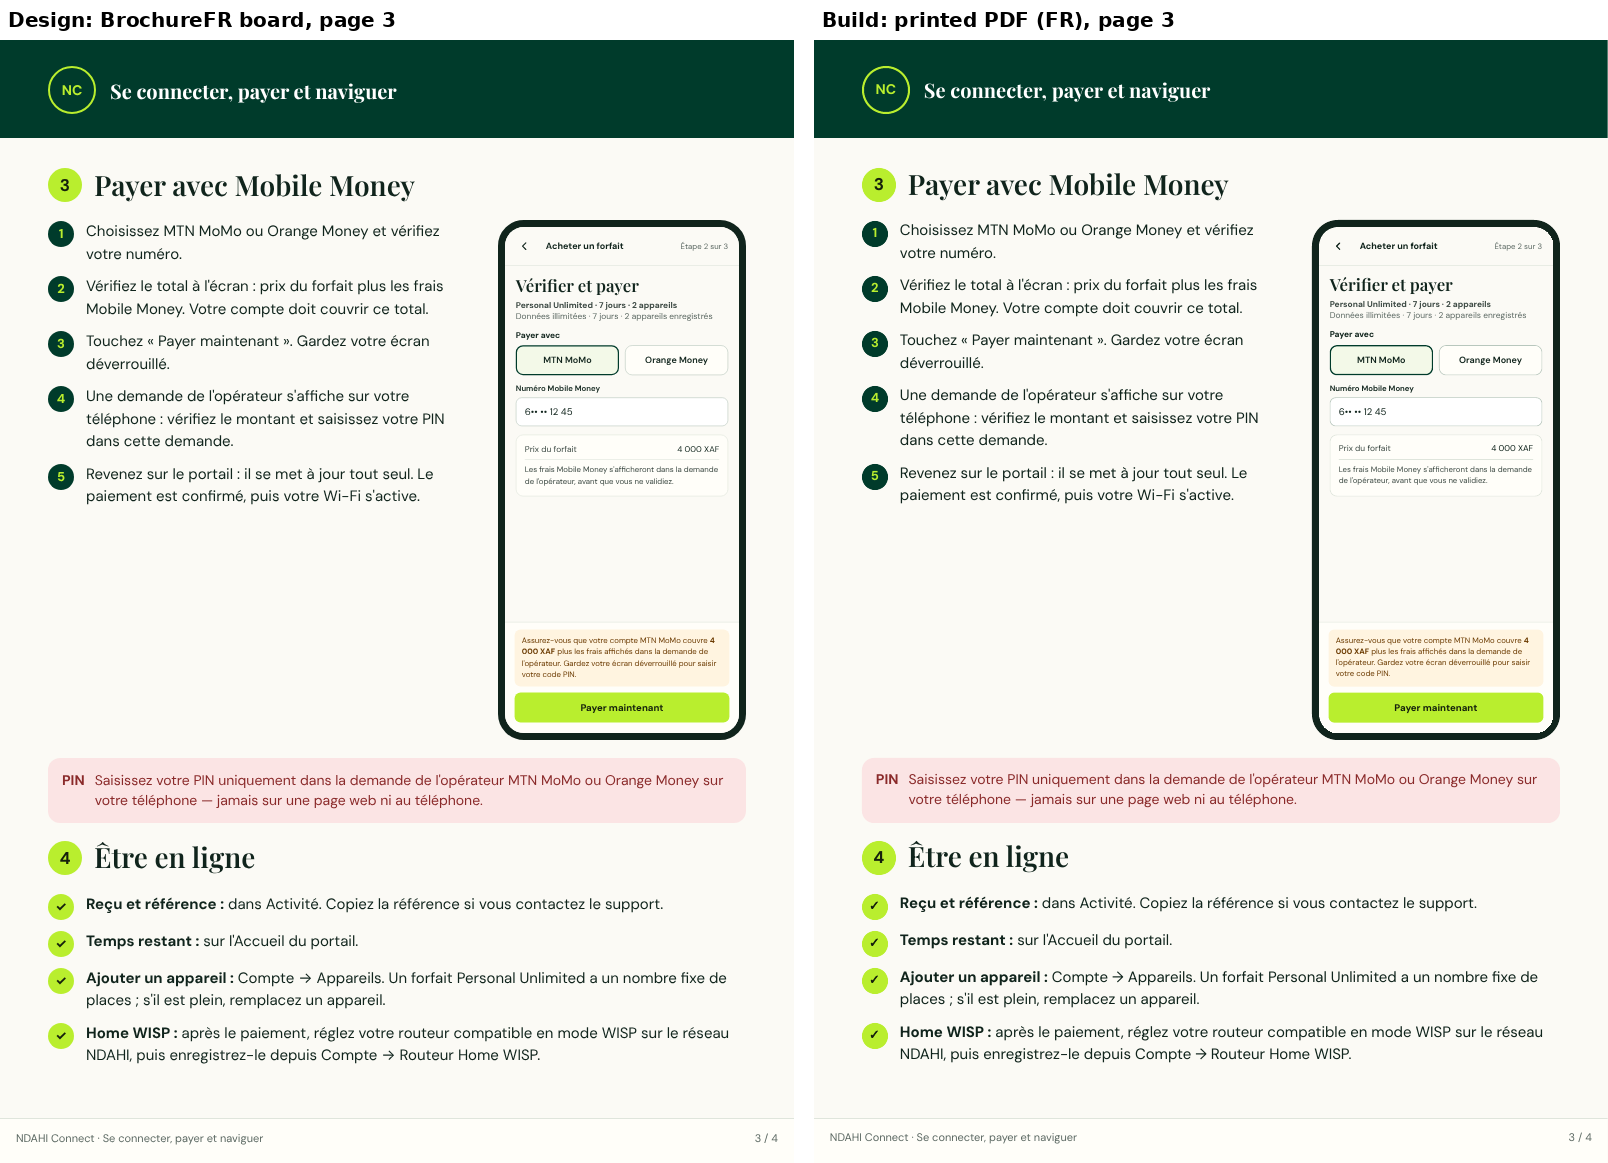 Design: BrochureFR board, page 3
NC
Se connecter, payer et naviguer
3
Payer avec Mobile Money
1
Choisissez MTN MoMo ou Orange Money et vérifiez
votre numéro.
2
Vérifiez le total à l'écran : prix du forfait plus les frais
Mobile Money. Votre compte doit couvrir ce total.
3
Touchez « Payer maintenant ». Gardez votre écran
déverrouillé.
4
Une demande de l'opérateur s'affiche sur votre
téléphone : vérifiez le montant et saisissez votre PIN
dans cette demande.
5
Revenez sur le portail : il se met à jour tout seul. Le
paiement est confirmé, puis votre Wi-Fi s'active.
Acheter un forfait
Étape 2 sur 3
Vérifier et payer
Personal Unlimited · 7 jours · 2 appareils
Données illimitées · 7 jours · 2 appareils enregistrés
Payer avec
MTN MoMo
Orange Money
Numéro Mobile Money
6•• •• 12 45
Prix du forfait 4 000 XAF
Les frais Mobile Money s'afficheront dans la demande
de l'opérateur, avant que vous ne validiez.
Assurez-vous que votre compte MTN MoMo couvre 4
000 XAF plus les frais affichés dans la demande de
l'opérateur. Gardez votre écran déverrouillé pour saisir
votre code PIN.
Payer maintenant
PIN Saisissez votre PIN uniquement dans la demande de l'opérateur MTN MoMo ou Orange Money sur
votre téléphone — jamais sur une page web ni au téléphone.
4
Être en ligne
✓ Reçu et référence : dans Activité. Copiez la référence si vous contactez le support.
✓ Temps restant : sur l'Accueil du portail.
✓ Ajouter un appareil : Compte → Appareils. Un forfait Personal Unlimited a un nombre fixe de
places ; s'il est plein, remplacez un appareil.
✓ Home WISP : après le paiement, réglez votre routeur compatible en mode WISP sur le réseau
NDAHI, puis enregistrez-le depuis Compte → Routeur Home WISP.
NDAHI Connect · Se connecter, payer et naviguer
3 / 4
Build: printed PDF (FR), page 3
NC
Se connecter, payer et naviguer
3
Payer avec Mobile Money
1
Choisissez MTN MoMo ou Orange Money et vérifiez
votre numéro.
2
Vérifiez le total à l'écran : prix du forfait plus les frais
Mobile Money. Votre compte doit couvrir ce total.
3
Touchez « Payer maintenant ». Gardez votre écran
déverrouillé.
4
Une demande de l'opérateur s'affiche sur votre
téléphone : vérifiez le montant et saisissez votre PIN
dans cette demande.
5
Revenez sur le portail : il se met à jour tout seul. Le
paiement est confirmé, puis votre Wi-Fi s'active.
Acheter un forfait
Étape 2 sur 3
Vérifier et payer
Personal Unlimited · 7 jours · 2 appareils
Données illimitées · 7 jours · 2 appareils enregistrés
Payer avec
MTN MoMo
Orange Money
Numéro Mobile Money
6•• •• 12 45
Prix du forfait 4 000 XAF
Les frais Mobile Money s'afficheront dans la demande
de l'opérateur, avant que vous ne validiez.
Assurez-vous que votre compte MTN MoMo couvre 4
000 XAF plus les frais affichés dans la demande de
l'opérateur. Gardez votre écran déverrouillé pour saisir
votre code PIN.
Payer maintenant
PIN Saisissez votre PIN uniquement dans la demande de l'opérateur MTN MoMo ou Orange Money sur
votre téléphone — jamais sur une page web ni au téléphone.
4
Être en ligne
✓ Reçu et référence : dans Activité. Copiez la référence si vous contactez le support.
✓ Temps restant : sur l'Accueil du portail.
✓ Ajouter un appareil : Compte → Appareils. Un forfait Personal Unlimited a un nombre fixe de
places ; s'il est plein, remplacez un appareil.
✓ Home WISP : après le paiement, réglez votre routeur compatible en mode WISP sur le réseau
NDAHI, puis enregistrez-le depuis Compte → Routeur Home WISP.
NDAHI Connect · Se connecter, payer et naviguer
3 / 4